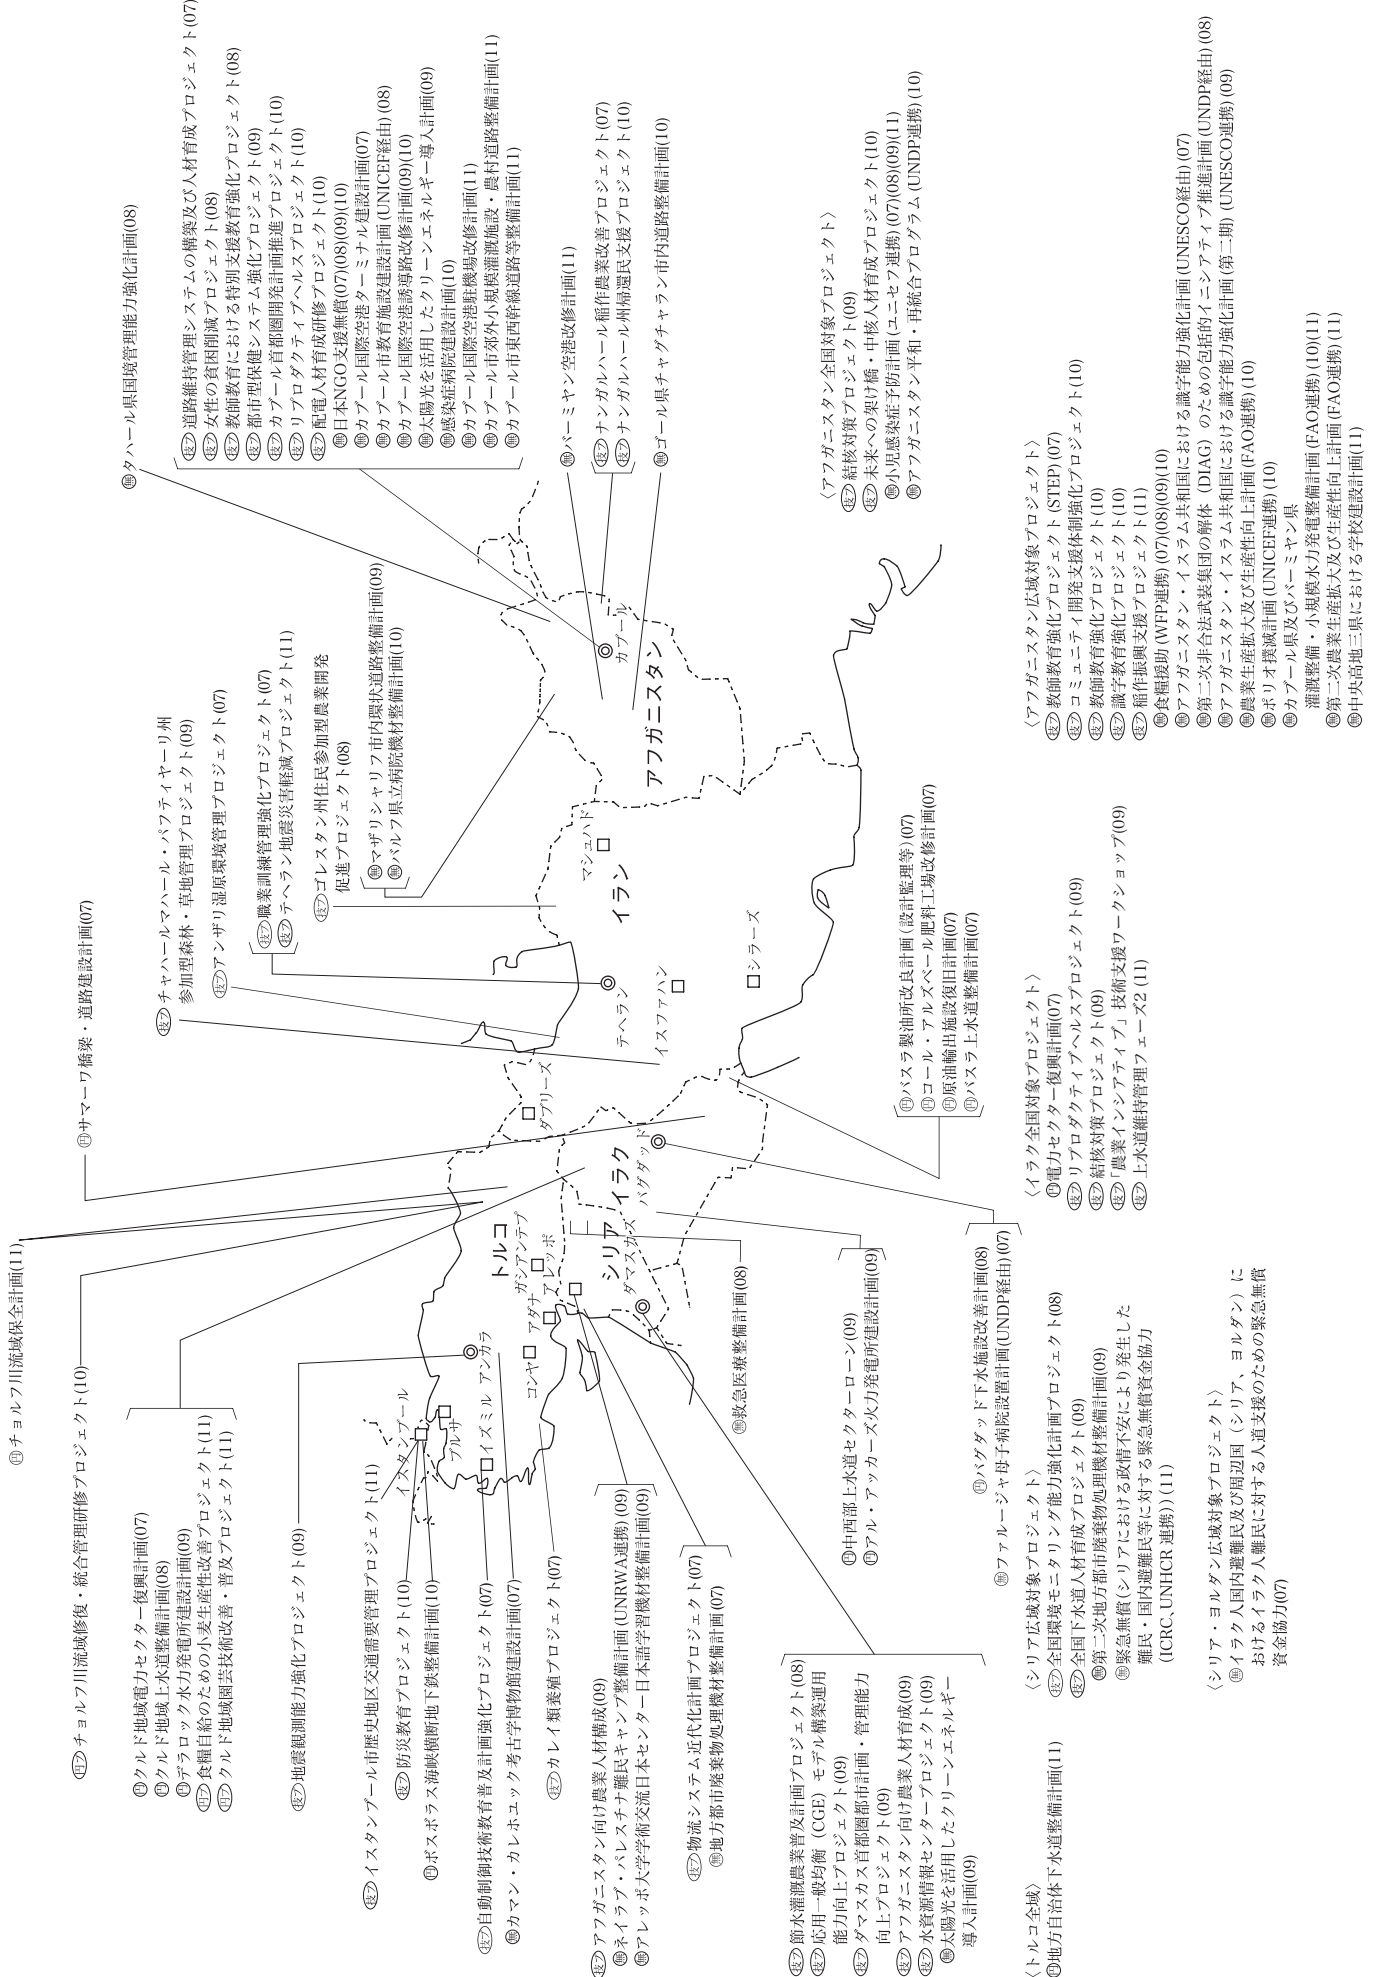 円 チョルフ川流域保全計画(11)
円サマーワ橋梁・道路建設計画(07)
円プ チョルフ川流域修復・統合管理研修プロジェクト(10)
円クルド地域電力セクター復興計画(07)
円クルド地域上水道整備計画(08)
円デラロック水力発電所建設計画(09)
円プ 食糧自給のための小麦生産性改善プロジェクト(11)
円プ クルド地域園芸技術改善・普及プロジェクト(11)
技プ 地震観測能力強化プロジェクト(09)
技プ イスタンブール市歴史地区交通需要管理プロジェクト(11)
技プ 防災教育プロジェクト(10)
円ボスポラス海峡横断地下鉄整備計画(10)
技プ 自動制御技術教育普及計画強化プロジェクト(07)
無カマン・カレホユック考古学博物館建設計画(07)
技プ カレイ類養殖プロジェクト(07)
技プ アフガニスタン向け農業人材構成(09)
無ネイラブ・パレスチナ難民キャンプ整備計画 (UNRWA連携) (09)
無アレッポ大学学術交流日本センター日本語学習機材整備計画(09)
技プ 物流システム近代化計画プロジェクト(07)
無地方都市廃棄物処理機材整備計画 (07)
技プ 節水灌漑農業普及計画プロジェクト(08)
技プ 応用一般均衡（CGE）モデル構築運用
能力向上プロジェクト(09)
技プ ダマスカス首都圏都市計画・管理能力
向上プロジェクト(09)
技プ アフガニスタン向け農業人材育成(09)
技プ 水資源情報センタープロジェクト(09)
無太陽光を活用したクリーンエネルギー
導入計画(09)
技プ チャハールマハール・バフティヤーリ州
参加型森林・草地管理プロジェクト(09)
技プ アンザリ湿原環境管理プロジェクト(07)
技プ 職業訓練管理強化プロジェクト(07)
技プ テヘラン地震災害軽減プロジェクト(11)
技プ ゴレスタン州住民参加型農業開発
促進プロジェクト(08)
無マザリシャリフ市内環状道路整備計画(09)
無バルフ県立病院機材整備計画(10)
無タハール県国境管理能力強化計画(08)
技プ 道路維持管理システムの構築及び人材育成プロジェクト(07)
技プ 女性の貧困削減プロジェクト(08)
技プ 教師教育における特別支援教育強化プロジェクト(08)
技プ 都市型保健システム強化プロジェクト(09)
技プ カブール首都圏開発計画推進プロジェクト(10)
技プ リプロダクティブヘルスプロジェクト(10)
技プ 配電人材育成研修プロジェクト(10)
無日本NGO支援無償(07)(08)(09)(10)
無カブール国際空港ターミナル建設計画(07)
無カブール市教育施設建設計画 (UNICEF経由) (08)
無カブール国際空港誘導路改修計画(09)(10)
無太陽光を活用したクリーンエネルギー導入計画(09)
無感染症病院建設計画(10)
無カブール国際空港駐機場改修計画(11)
無カブール市郊外小規模灌漑施設・農村道路整備計画(11)
無カブール市東西幹線道路等整備計画(11)
無バーミヤン空港改修計画(11)
技プ ナンガルハール稲作農業改善プロジェクト(07)
技プ ナンガルハール州帰還民支援プロジェクト(10)
無ゴール県チャグチャラン市内道路整備計画(10)
トルコ
シリア
イラク
イラン
アフガニスタン
イスタンブール
ブルサ
イズミル
アンカラ
コンヤ
アダナ
ガジアンテプ
アレッポ
ダマスカス
バグダッド
ダブリーズ
テヘラン
イスファハン
シラーズ
マシュハド
カブール
無救急医療整備計画(08)
円中西部上水道セクターローン(09)
円アル・アッカーズ火力発電所建設計画(09)
円バグダッド下水施設改善計画(08)
無ファルージャ母子病院設置計画(UNDP経由) (07)
円バスラ製油所改良計画 (設計監理等) (07)
円コール・アルズベール肥料工場改修計画(07)
円原油輸出施設復旧計画(07)
円バスラ上水道整備計画(07)
〈アフガニスタン全国対象プロジェクト〉
技プ 結核対策プロジェクト(09)
技プ 未来への架け橋・中核人材育成プロジェクト(10)
無小児感染症予防計画 (ユニセフ連携) (07)(08)(09)(11)
無アフガニスタン平和・再統合プログラム (UNDP連携) (10)
〈トルコ全域〉
円地方自治体下水道整備計画(11)
〈シリア広域対象プロジェクト〉
技プ 全国環境モニタリング能力強化計画プロジェクト(08)
技プ 全国下水道人材育成プロジェクト(09)
無第二次地方都市廃棄物処理機材整備計画(09)
無緊急無償 (シリアにおける政情不安により発生した
難民・国内避難民等に対する緊急無償資金協力
(ICRC、UNHCR 連携)) (11)
〈シリア・ヨルダン広域対象プロジェクト〉
無イラク人国内避難民及び周辺国（シリア、ヨルダン）に
おけるイラク人難民に対する人道支援のための緊急無償
資金協力(07)
〈イラク全国対象プロジェクト〉
円電力セクター復興計画(07)
技プ リプロダクティブヘルスプロジェクト(09)
技プ 結核対策プロジェクト(09)
技プ 「農業インシアティブ」技術支援ワークショップ(09)
技プ 上水道維持管理フェーズ2 (11)
〈アフガニスタン広域対象プロジェクト〉
技プ 教師教育強化プロジェクト (STEP) (07)
技プ コミュニティ開発支援体制強化プロジェクト(10)
技プ 教師教育強化プロジェクト(10)
技プ 識字教育強化プロジェクト(10)
技プ 稲作振興支援プロジェクト(11)
無食糧援助 (WFP連携) (07)(08)(09)(10)
無アフガニスタン・イスラム共和国における識字能力強化計画 (UNESCO経由) (07)
無第二次非合法武装集団の解体（DIAG）のための包括的イニシアティブ推進計画 (UNDP経由) (08)
無アフガニスタン・イスラム共和国における識字能力強化計画 (第二期) (UNESCO連携) (09)
無農業生産拡大及び生産性向上計画 (FAO連携) (10)
無ポリオ撲滅計画 (UNICEF連携) (10)
無カブール県及びバーミヤン県
灌漑整備・小規模水力発電整備計画 (FAO連携) (10)(11)
無第二次農業生産拡大及び生産性向上計画 (FAO連携) (11)
無中央高地三県における学校建設計画(11)